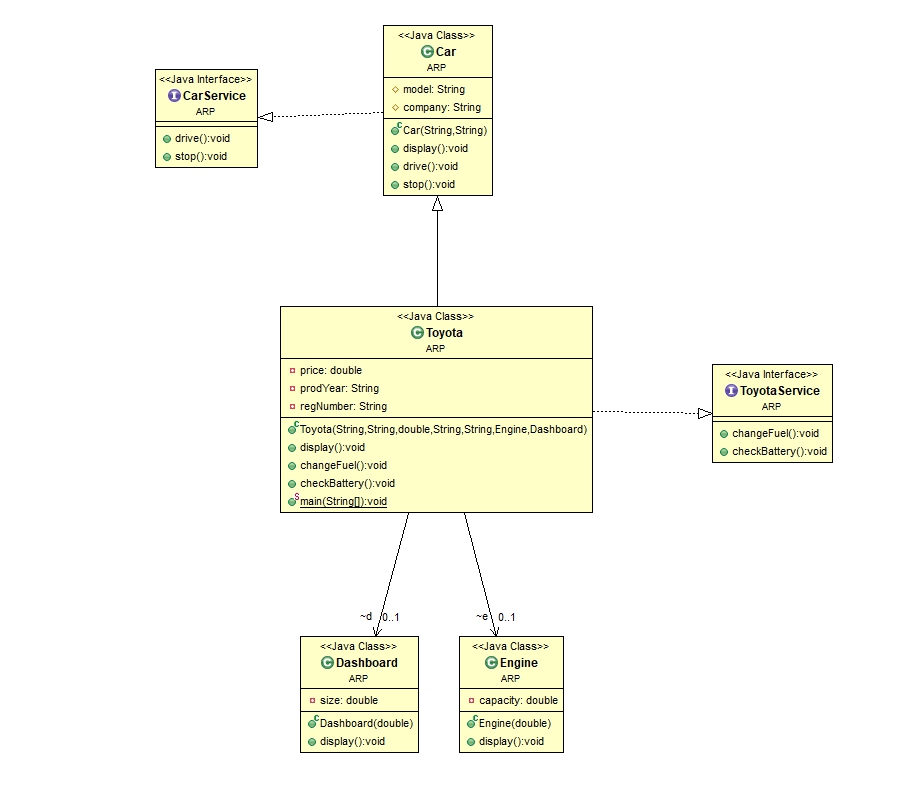 <<Java Class>>
Car
ARP
model: String
company: String
Car(String,String)
display():void
drive():void
stop():void
<<Java Interface>>
CarService
ARP
drive():void
stop():void
<<Java Class>>
Toyota
ARP
price: double
prodYear: String
regNumber: String
Toyota(String,String,double,String,String,Engine,Dashboard)
display():void
changeFuel():void
checkBattery():void
main(String[]):void
<<Java Interface>>
ToyotaService
ARP
changeFuel():void
checkBattery():void
~d 0..1
~e 0..1
<<Java Class>>
Dashboard
ARP
size: double
Dashboard(double)
display():void
<<Java Class>>
Engine
ARP
capacity: double
Engine(double)
display():void